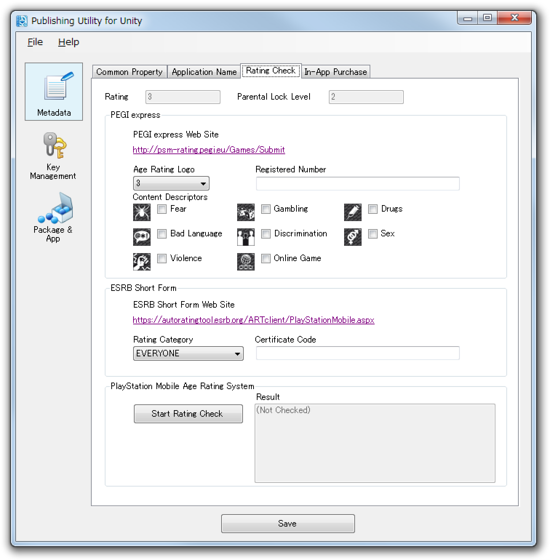 Publishing Utility for Unity
File Help
Common Property Application Name Rating Check In-App Purchase
Metadata
Key Management
Package & App
Rating 3 Parental Lock Level 2
PEGI express
PEGI express Web Site
http://psm-rating.pegi.eu/Games/Submit
Age Rating Logo Registered Number
3
Content Descriptors
Fear Gambling Drugs
Bad Language Discrimination Sex
Violence Online Game
ESRB Short Form
ESRB Short Form Web Site
https://autoratingtool.esrb.org/ARTclient/PlayStationMobile.aspx
Rating Category Certificate Code
EVERYONE
PlayStation Mobile Age Rating System
Result
Start Rating Check (Not Checked)
Save